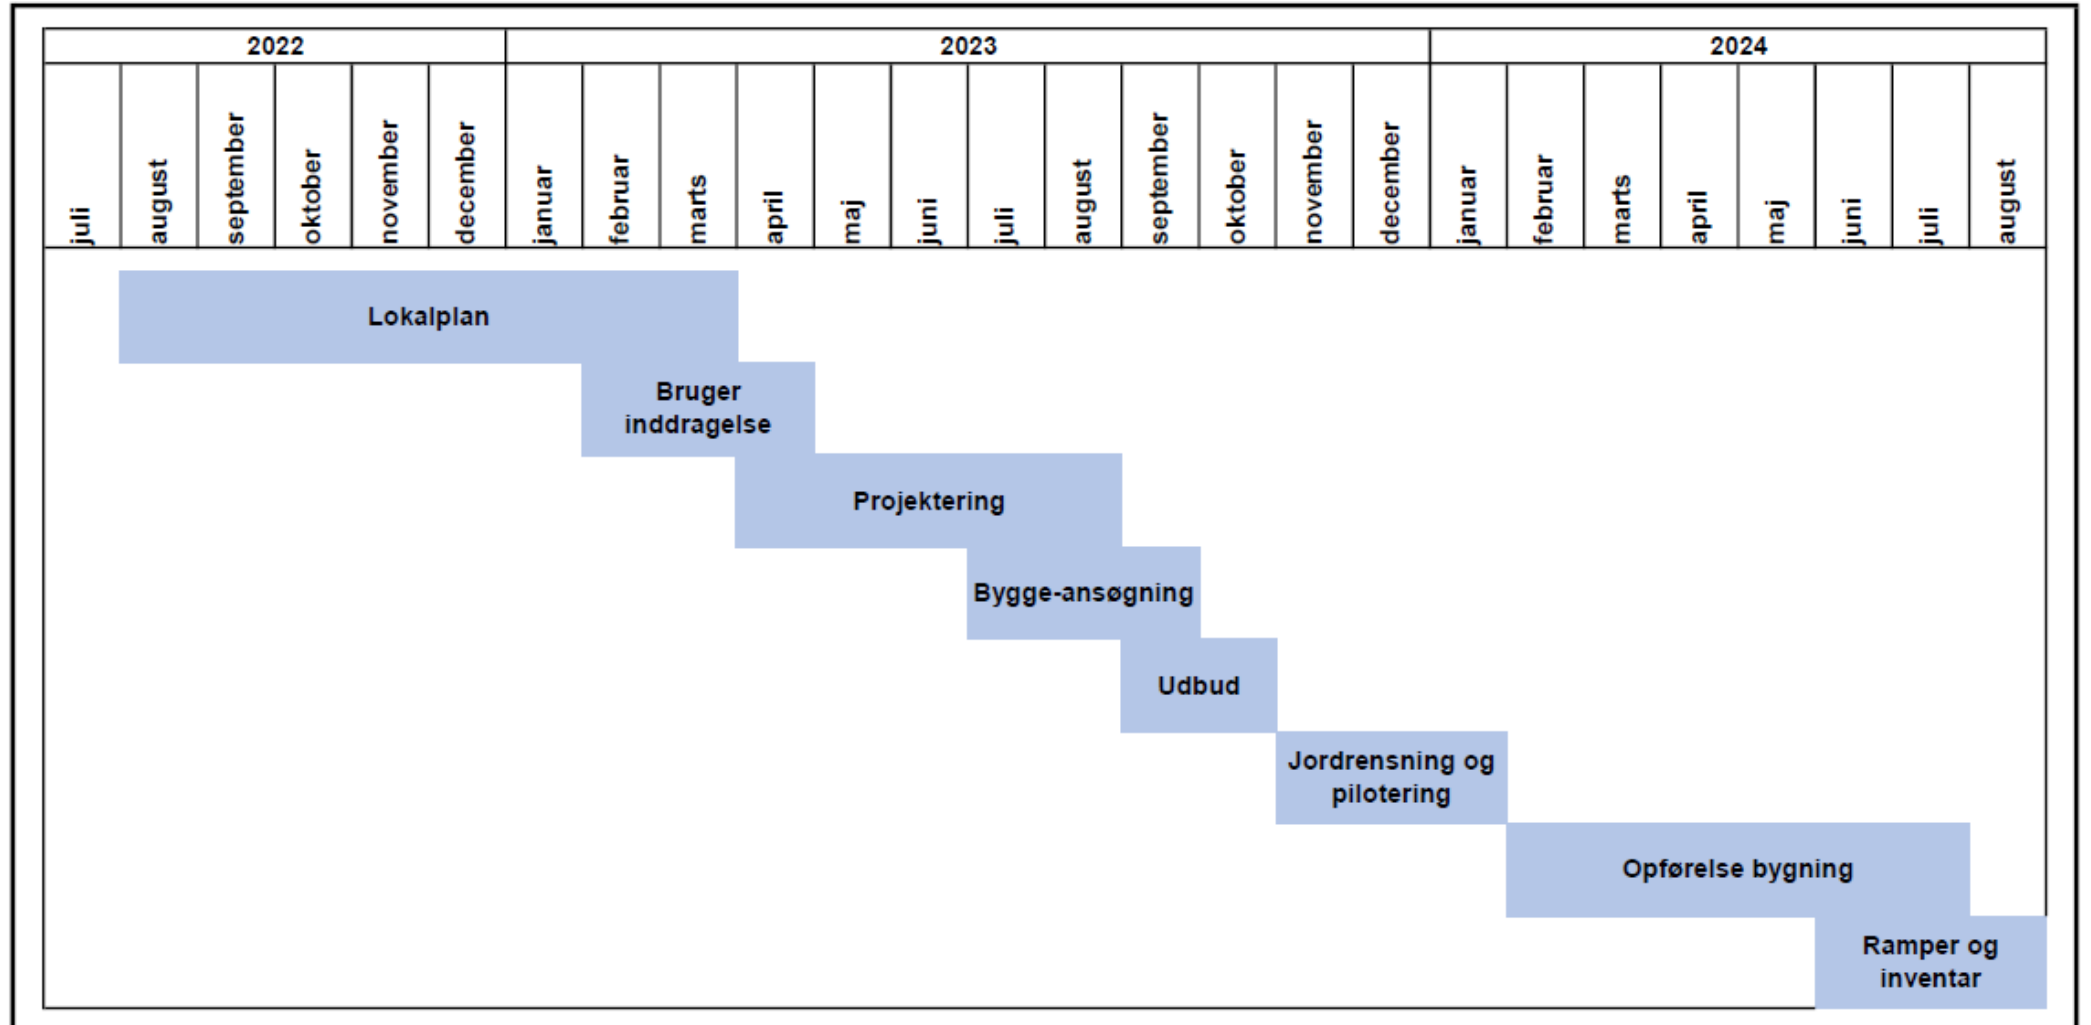 2022 2023 2024
juli august september oktober november december januar februar marts april maj juni juli august september oktober november december januar februar marts april maj juni juli august
Lokalplan
Bruger
inddragelse
Projektering
Bygge-ansøgning
Udbud
Jordrensning og
pilotering
Opførelse bygning
Ramper og
inventar